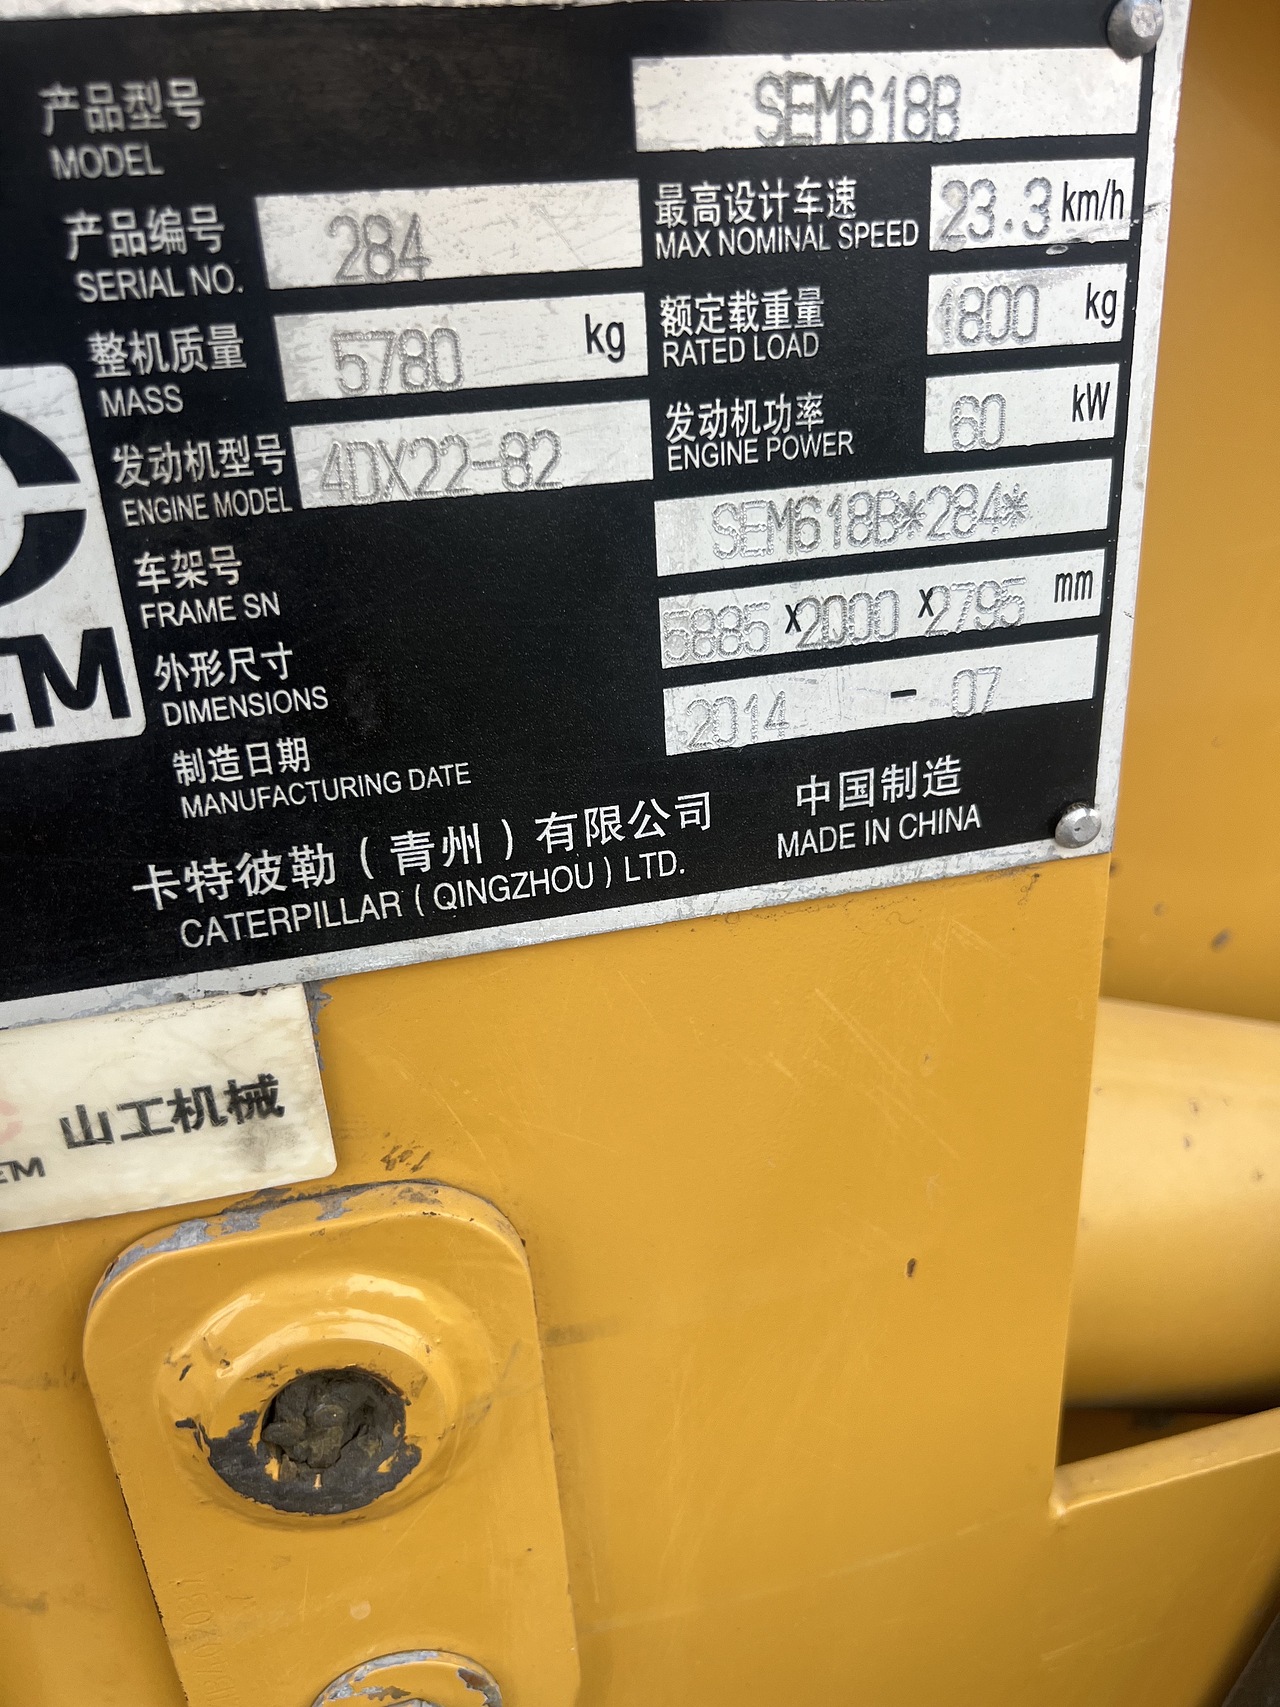 产品型号
MODEL
SEM618B
产品编号
SERIAL NO.
284
最高设计车速
MAX NOMINAL SPEED
23.3 km/h
整机质量
MASS
5780 kg
额定载重量
RATED LOAD
1800 kg
发动机型号
ENGINE MODEL
4DX22-82
发动机功率
ENGINE POWER
60 kW
车架号
FRAME SN
SEM618B*284*
外形尺寸
DIMENSIONS
5885 x2000 x2795 mm
制造日期
MANUFACTURING DATE
2014 - 07
卡特彼勒（青州）有限公司
CATERPILLAR (QINGZHOU) LTD.
中国制造
MADE IN CHINA
山工机械